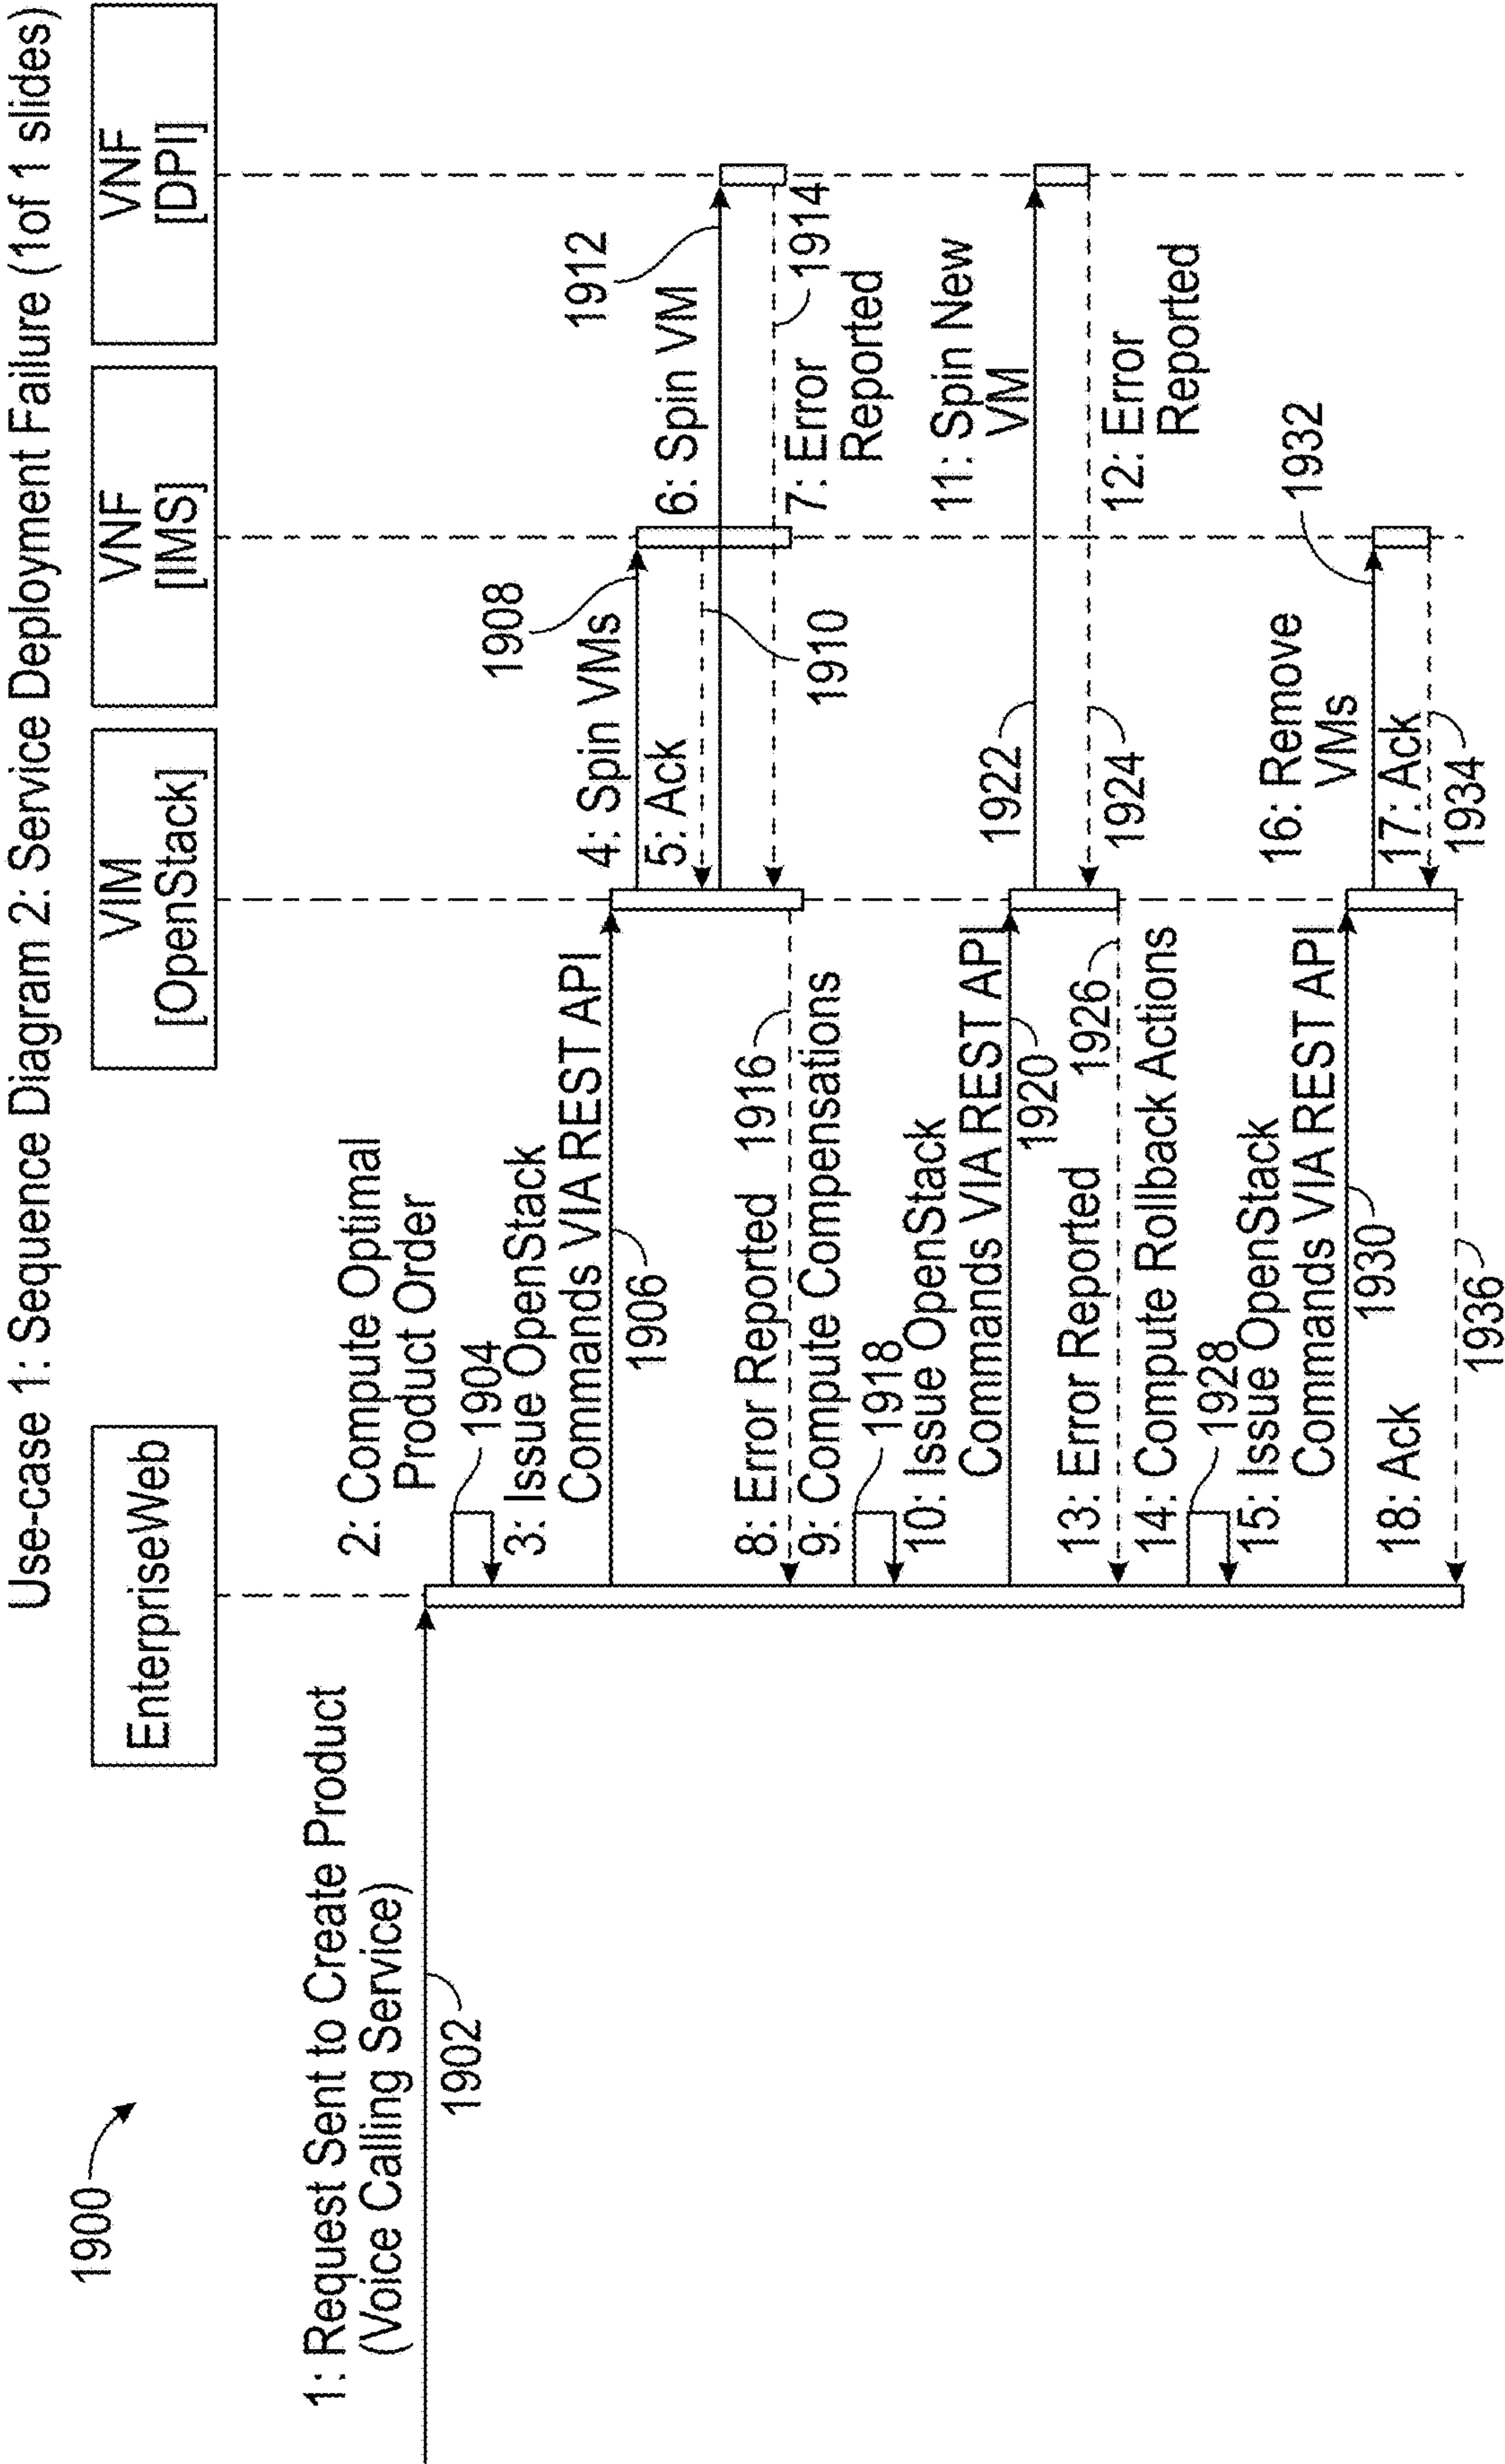 Use-case 1: Sequence Diagram 2: Service Deployment Failure (1of 1 slides)
1900
EnterpriseWeb
VIM
[OpenStack]
VNF
[IMS]
VNF
[DPI]
1: Request Sent to Create Product
(Voice Calling Service)
1902
2: Compute Optimal
Product Order
1904
3: Issue OpenStack
Commands VIA REST API
1906
4: Spin VMs
1908
5: Ack
1910
6: Spin VM
1912
7: Error
Reported
1914
8: Error Reported
1916
9: Compute Compensations
1918
10: Issue OpenStack
Commands VIA REST API
1920
11: Spin New
VM
1922
12: Error
Reported
1924
13: Error Reported
1926
14: Compute Rollback Actions
1928
15: Issue OpenStack
Commands VIA REST API
1930
16: Remove
VMs
1932
17: Ack
1934
18: Ack
1936